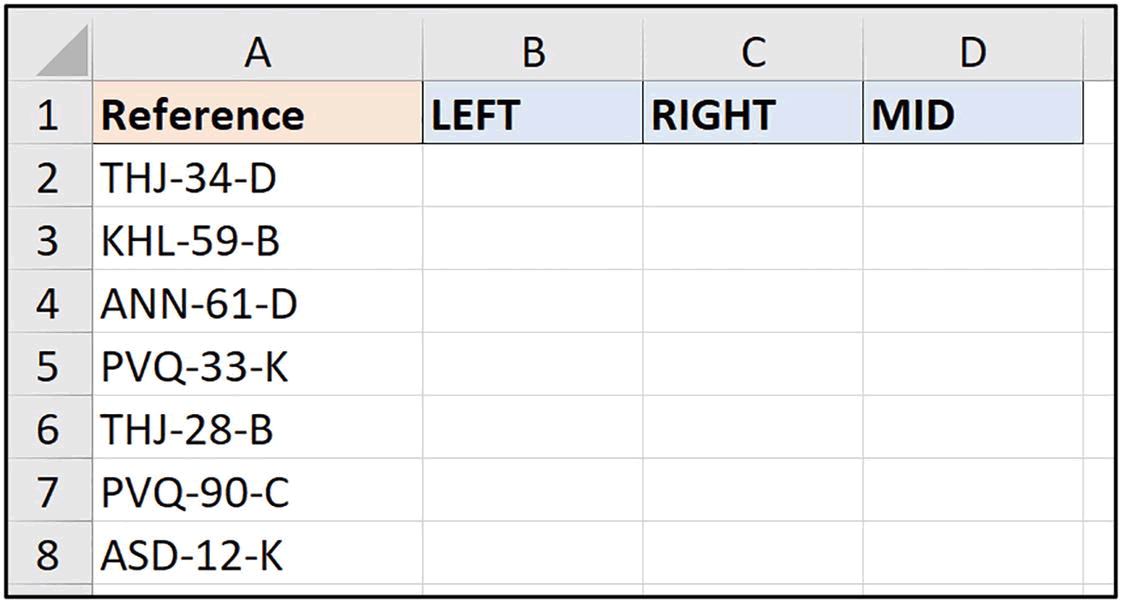 A B C D
1 Reference LEFT RIGHT MID
2 THJ-34-D
3 KHL-59-B
4 ANN-61-D
5 PVQ-33-K
6 THJ-28-B
7 PVQ-90-C
8 ASD-12-K